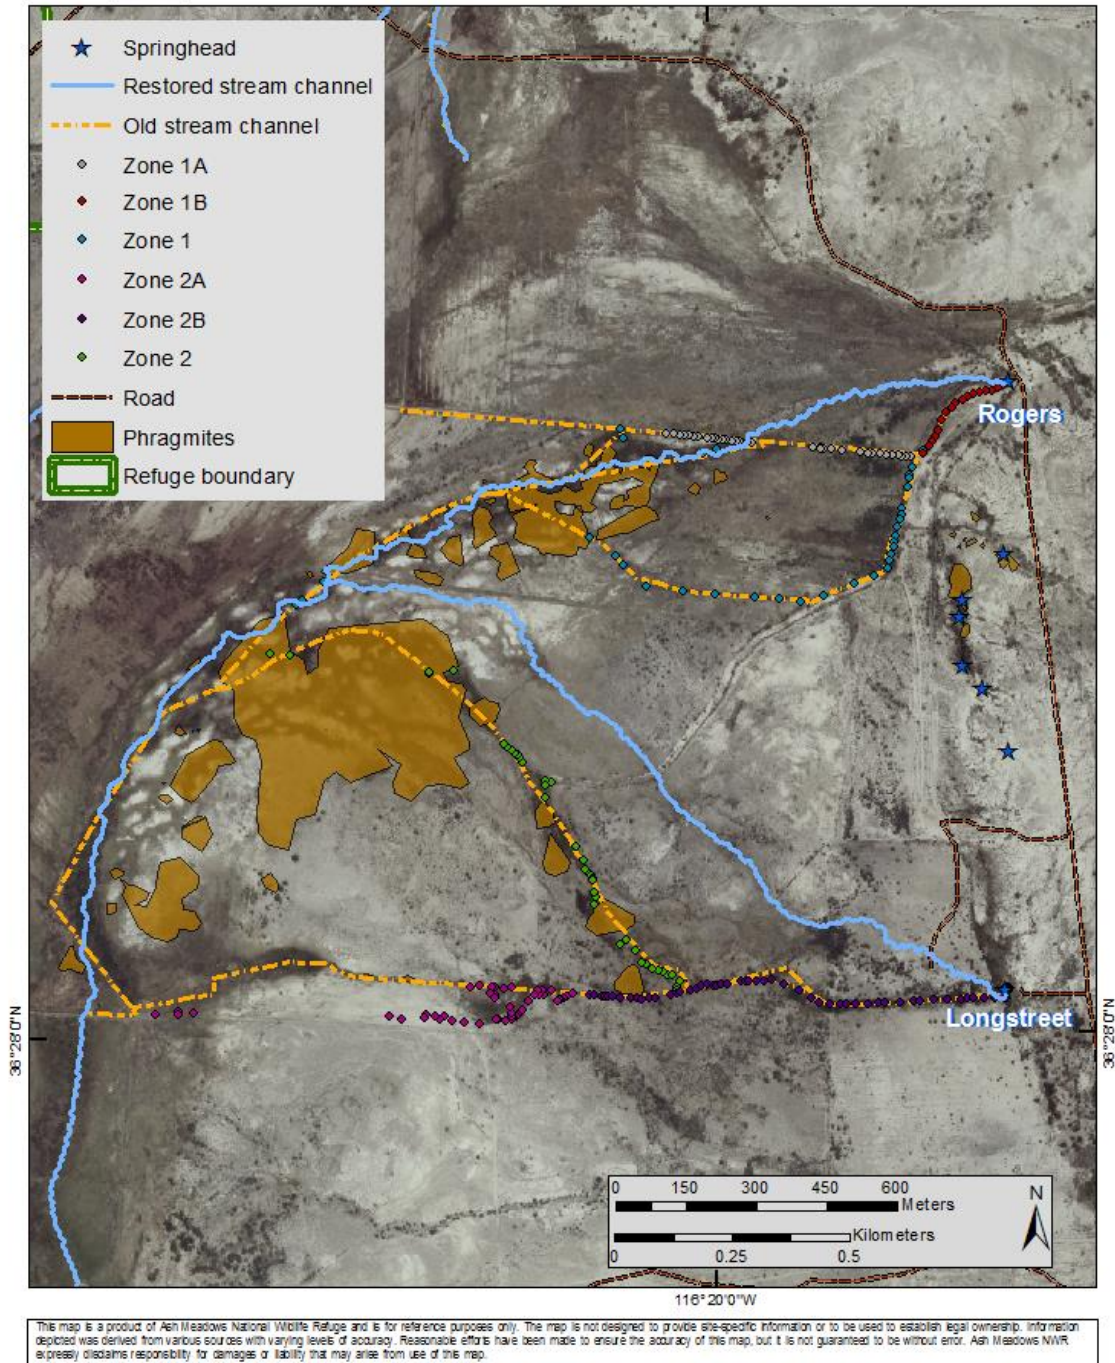 Springhead
Restored stream channel
Old stream channel
Zone 1A
Zone 1B
Zone 1
Zone 2A
Zone 2B
Zone 2
Road
Phragmites
Refuge boundary
Rogers
Longstreet
36°28'0"N
36°28'0"N
0 150 300 450 600
Meters
Kilometers
0 0.25 0.5
N
116°20'0"W
This map is a product of Ash Meadows National Wildlife Refuge and is for reference purposes only. The map is not designed to provide site-specific information or to be used to establish legal ownership. Information
depicted was derived from various sources with varying levels of accuracy. Reasonable efforts have been made to ensure the accuracy of this map, but it is not guaranteed to be without error. Ash Meadows NWR
expressly disclaims responsibility for damages or liability that may arise from use of this map.